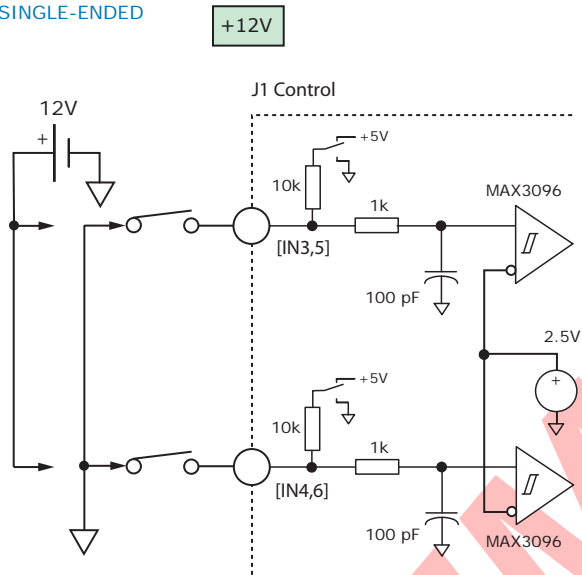 SINGLE-ENDED
+12V
J1 Control
12V
+
+5V
10k
1k
MAX3096
[IN3,5]
100 pF
2.5V
+
+5V
10k
1k
[IN4,6]
100 pF
MAX3096